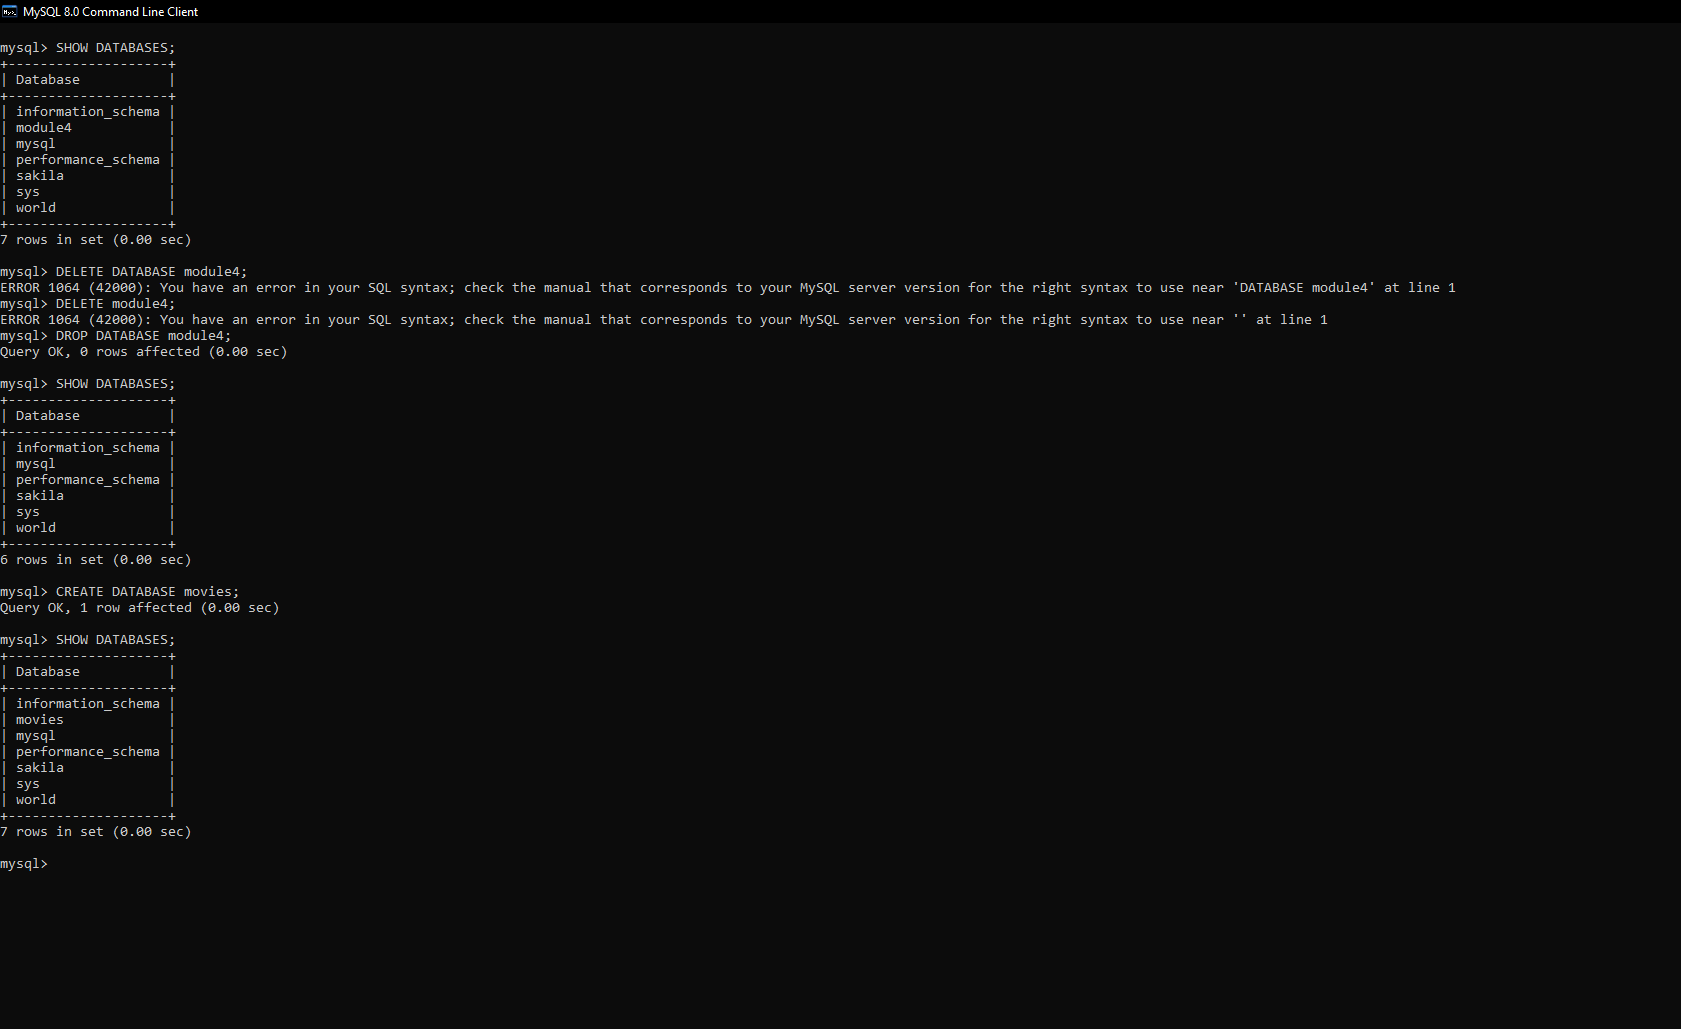 MySQL 8.0 Command Line Client
mysql> SHOW DATABASES;
+--------------------+
| Database           |
+--------------------+
| information_schema |
| module4            |
| mysql              |
| performance_schema |
| sakila             |
| sys                |
| world              |
+--------------------+
7 rows in set (0.00 sec)
mysql> DELETE DATABASE module4;
ERROR 1064 (42000): You have an error in your SQL syntax; check the manual that corresponds to your MySQL server version for the right syntax to use near 'DATABASE module4' at line 1
mysql> DELETE module4;
ERROR 1064 (42000): You have an error in your SQL syntax; check the manual that corresponds to your MySQL server version for the right syntax to use near '' at line 1
mysql> DROP DATABASE module4;
Query OK, 0 rows affected (0.00 sec)
mysql> SHOW DATABASES;
+--------------------+
| Database           |
+--------------------+
| information_schema |
| mysql              |
| performance_schema |
| sakila             |
| sys                |
| world              |
+--------------------+
6 rows in set (0.00 sec)
mysql> CREATE DATABASE movies;
Query OK, 1 row affected (0.00 sec)
mysql> SHOW DATABASES;
+--------------------+
| Database           |
+--------------------+
| information_schema |
| movies             |
| mysql              |
| performance_schema |
| sakila             |
| sys                |
| world              |
+--------------------+
7 rows in set (0.00 sec)
mysql>